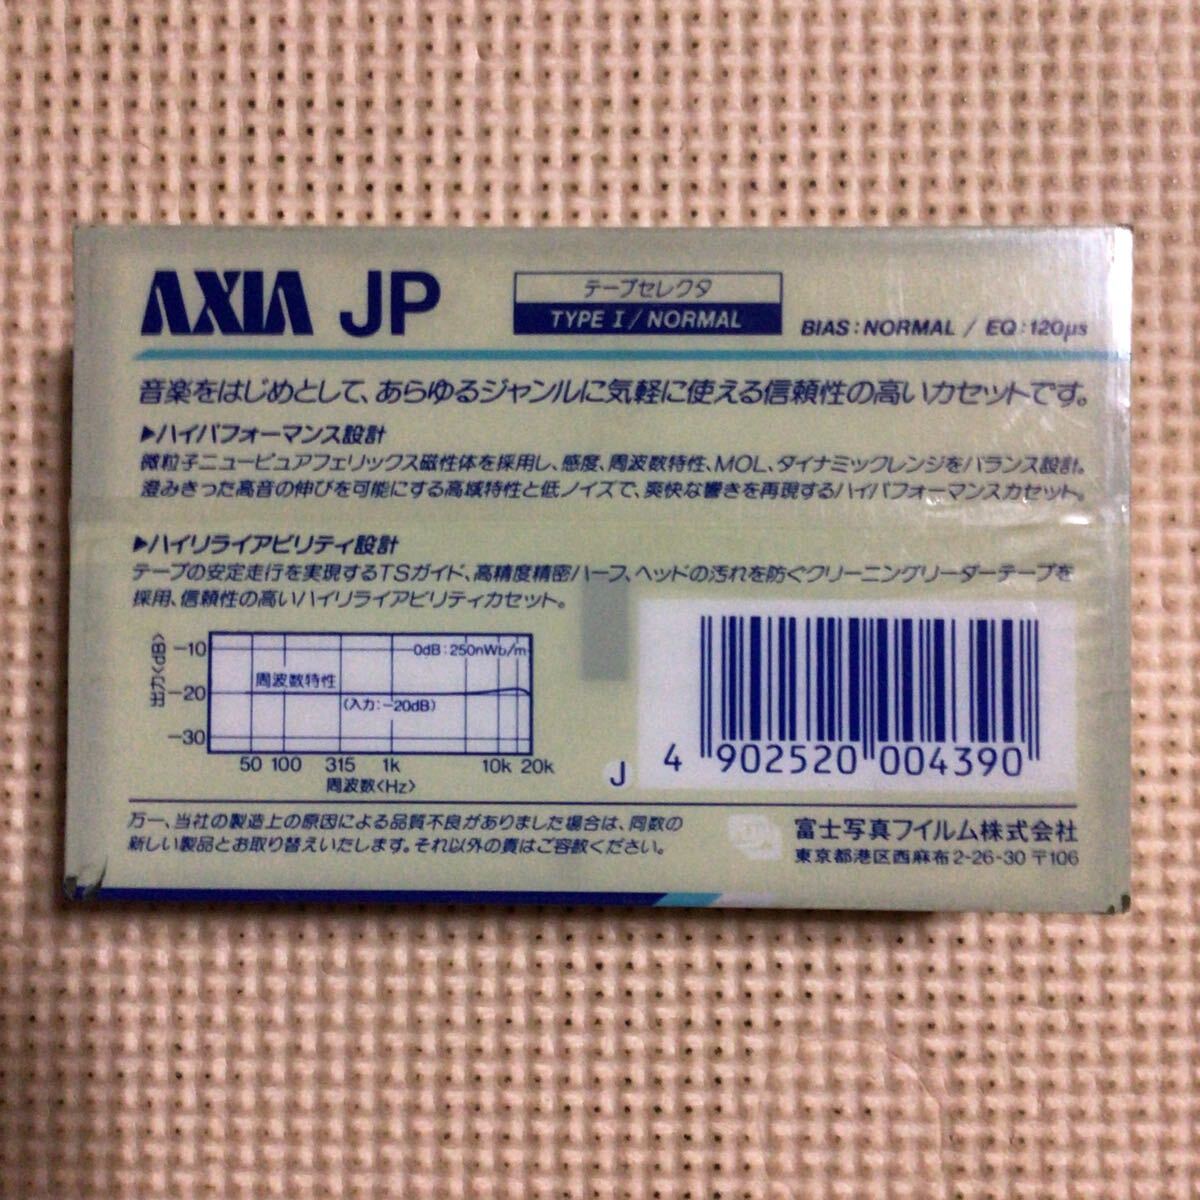 AXIA JP
テープセレクタ
TYPE I / NORMAL
BIAS : NORMAL / EQ : 120μs
音楽をはじめとして、あらゆるジャンルに気軽に使える信頼性の高いカセットです。
▶ハイパフォーマンス設計
微粒子ニューピュアフェリックス磁性体を採用し、感度、周波数特性、MOL、ダイナミックレンジをバランス設計。
澄みきった高音の伸びを可能にする高域特性と低ノイズで、爽快な響きを再現するハイパフォーマンスカセット。
▶ハイリライアビリティ設計
テープの安定走行を実現するTSガイド、高精度精密ハーフ、ヘッドの汚れを防ぐクリーニングリーダーテープを
採用、信頼性の高いハイリライアビリティカセット。
出力<dB>
-10
-20
-30
0dB : 250nWb/m
周波数特性
(入力 : -20dB)
50 100 315 1k 10k 20k
周波数<Hz>
J
4 902520 004390
万一、当社の製造上の原因による品質不良がありました場合は、同数の
新しい製品とお取り替えいたします。それ以外の責はご容赦ください。
富士写真フイルム株式会社
東京都港区西麻布2-26-30 〒106